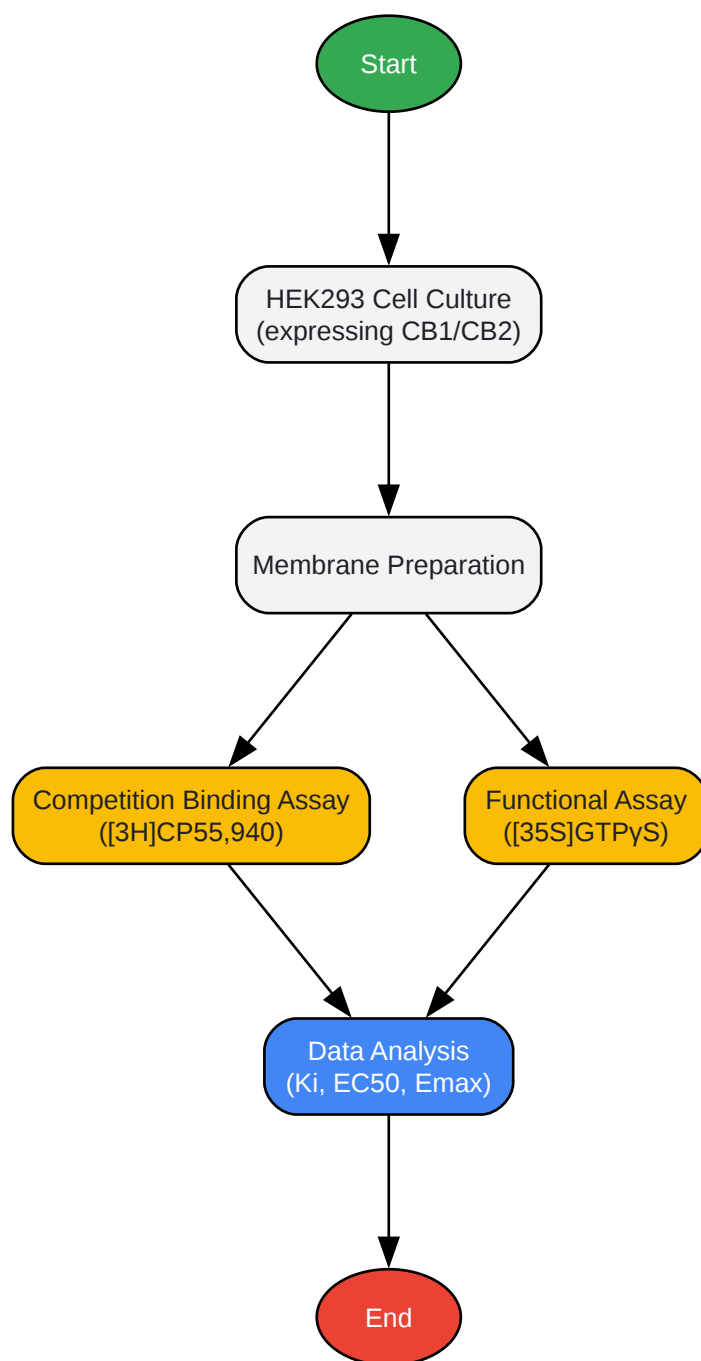 Start
HEK293 Cell Culture
(expressing CB1/CB2)
Membrane Preparation
Competition Binding Assay
([3H]CP55,940)
Functional Assay
([35S]GTPγS)
Data Analysis
(Ki, EC50, Emax)
End